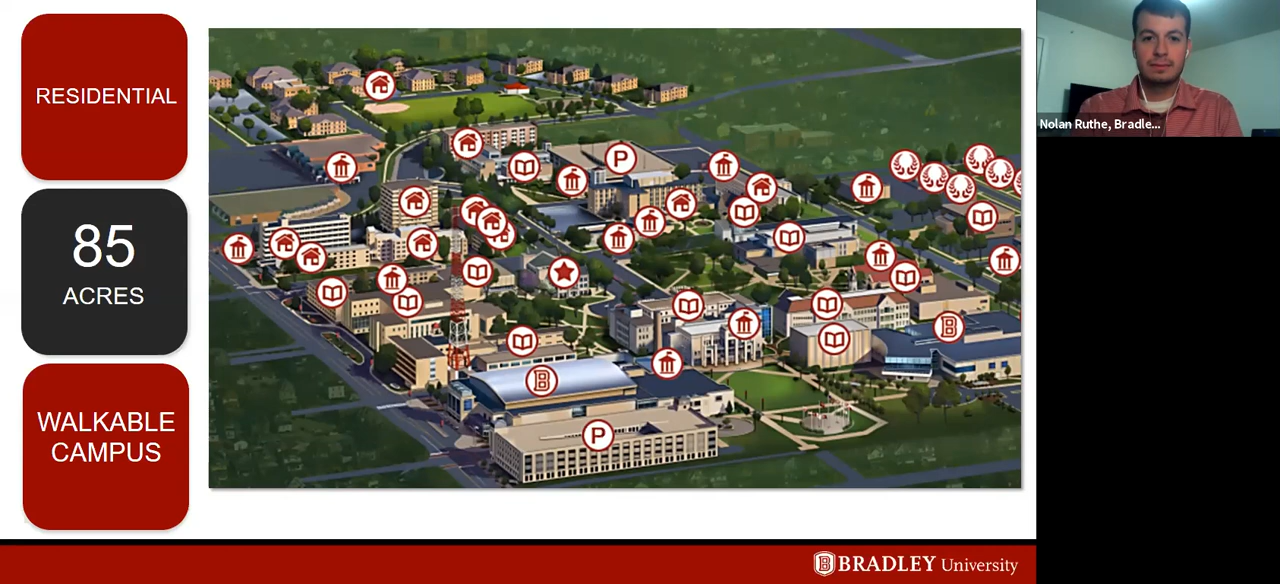 RESIDENTIAL
85
ACRES
WALKABLE
CAMPUS
P
P
B
B
Nolan Ruthe, Bradle...
B BRADLEY University